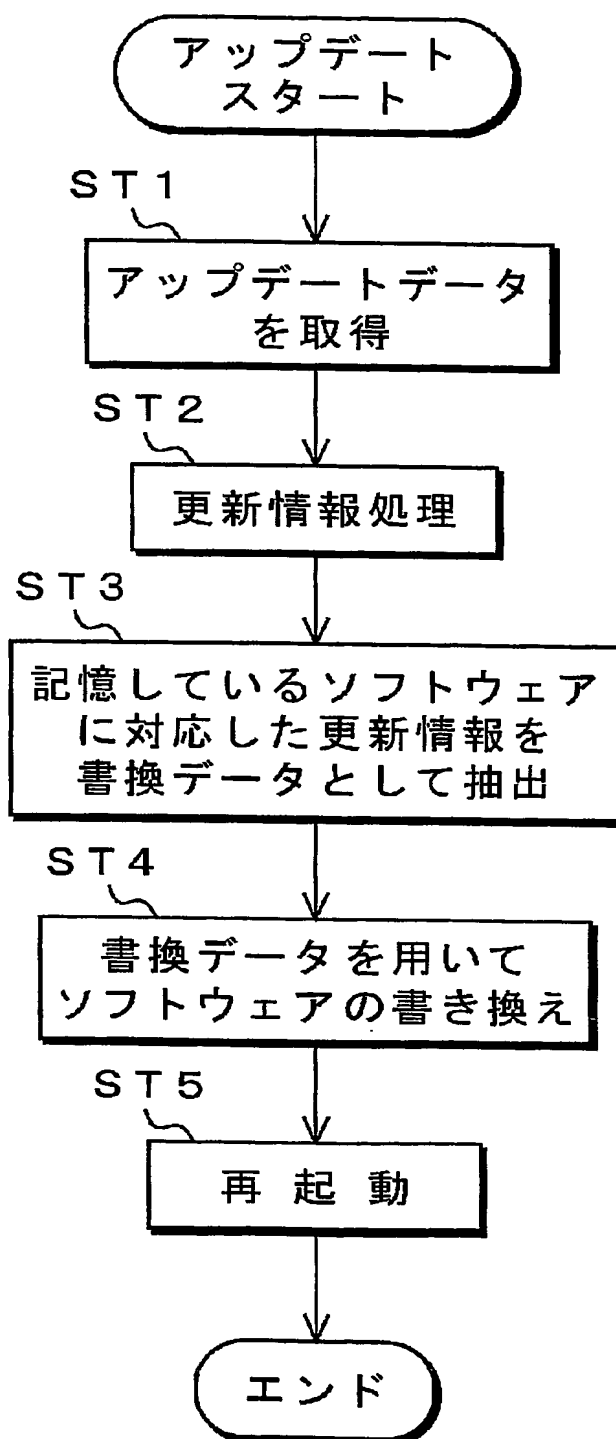 アップデート
スタート
ST1
アップデートデータ
を取得
ST2
更新情報処理
ST3
記憶しているソフトウェア
に対応した更新情報を
書換データとして抽出
ST4
書換データを用いて
ソフトウェアの書き換え
ST5
再起動
エンド